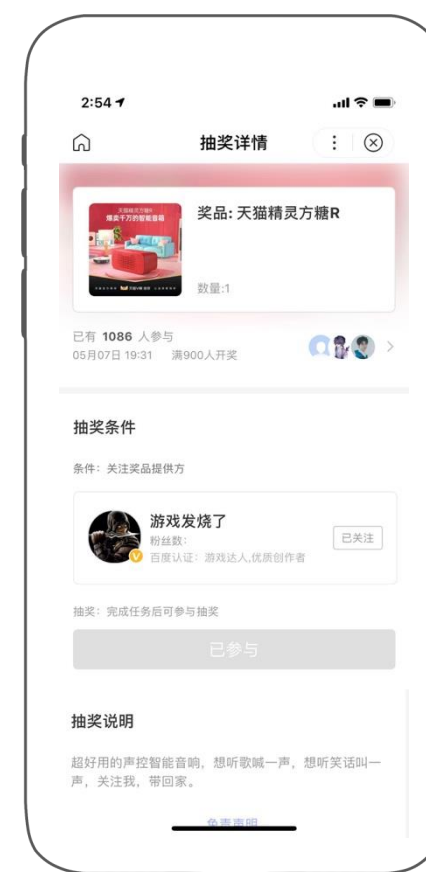 2:54
抽奖详情
天猫精灵方糖R
爆卖千万的智能音箱
奖品: 天猫精灵方糖R
数量:1
已有 1086 人参与
05月07日 19:31 满900人开奖
抽奖条件
条件：关注奖品提供方
游戏发烧了
粉丝数:
百度认证：游戏达人,优质创作者
已关注
抽奖：完成任务后可参与抽奖
已参与
抽奖说明
超好用的声控智能音响，想听歌喊一声，想听笑话叫一
声，关注我，带回家。
免责声明